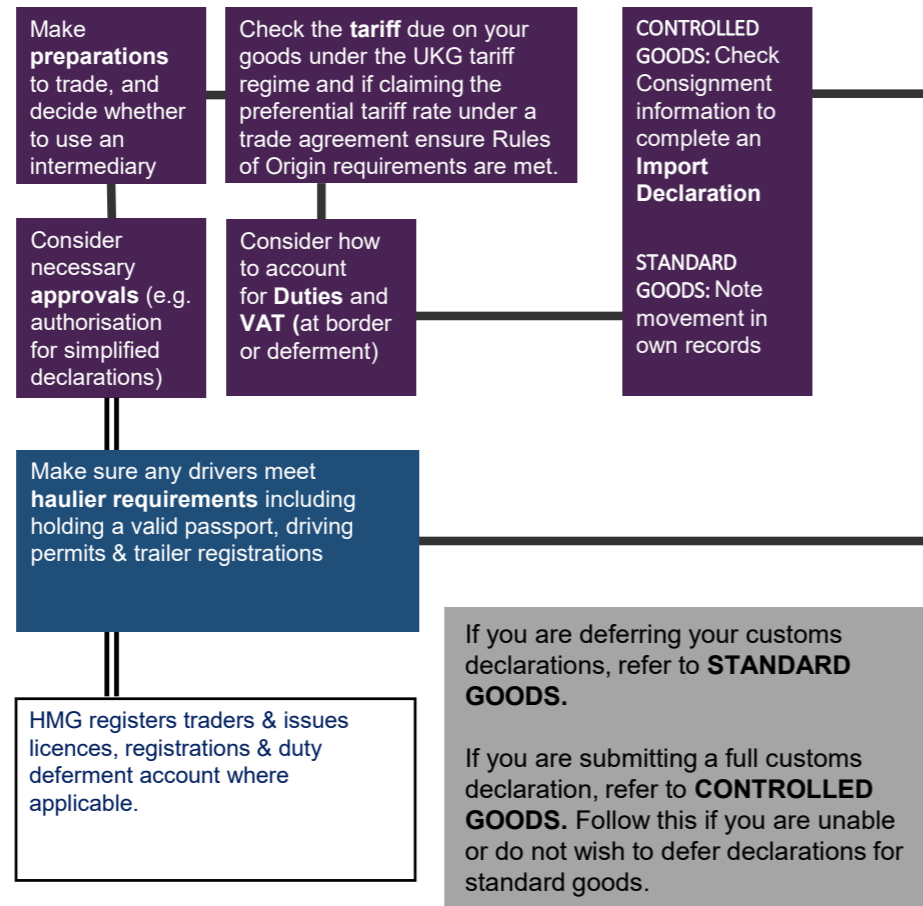 Make
preparations
to trade, and
decide whether
to use an
intermediary
Check the tariff due on your
goods under the UKG tariff
regime and if claiming the
preferential tariff rate under a
trade agreement ensure Rules
of Origin requirements are met.
CONTROLLED
GOODS: Check
Consignment
information to
complete an
Import
Declaration
STANDARD
GOODS: Note
movement in
own records
Consider
necessary
approvals (e.g.
authorisation
for simplified
declarations)
Consider how
to account
for Duties and
VAT (at border
or deferment)
Make sure any drivers meet
haulier requirements including
holding a valid passport, driving
permits & trailer registrations
HMG registers traders & issues
licences, registrations & duty
deferment account where
applicable.
If you are deferring your customs
declarations, refer to STANDARD
GOODS.
If you are submitting a full customs
declaration, refer to CONTROLLED
GOODS. Follow this if you are unable
or do not wish to defer declarations for
standard goods.